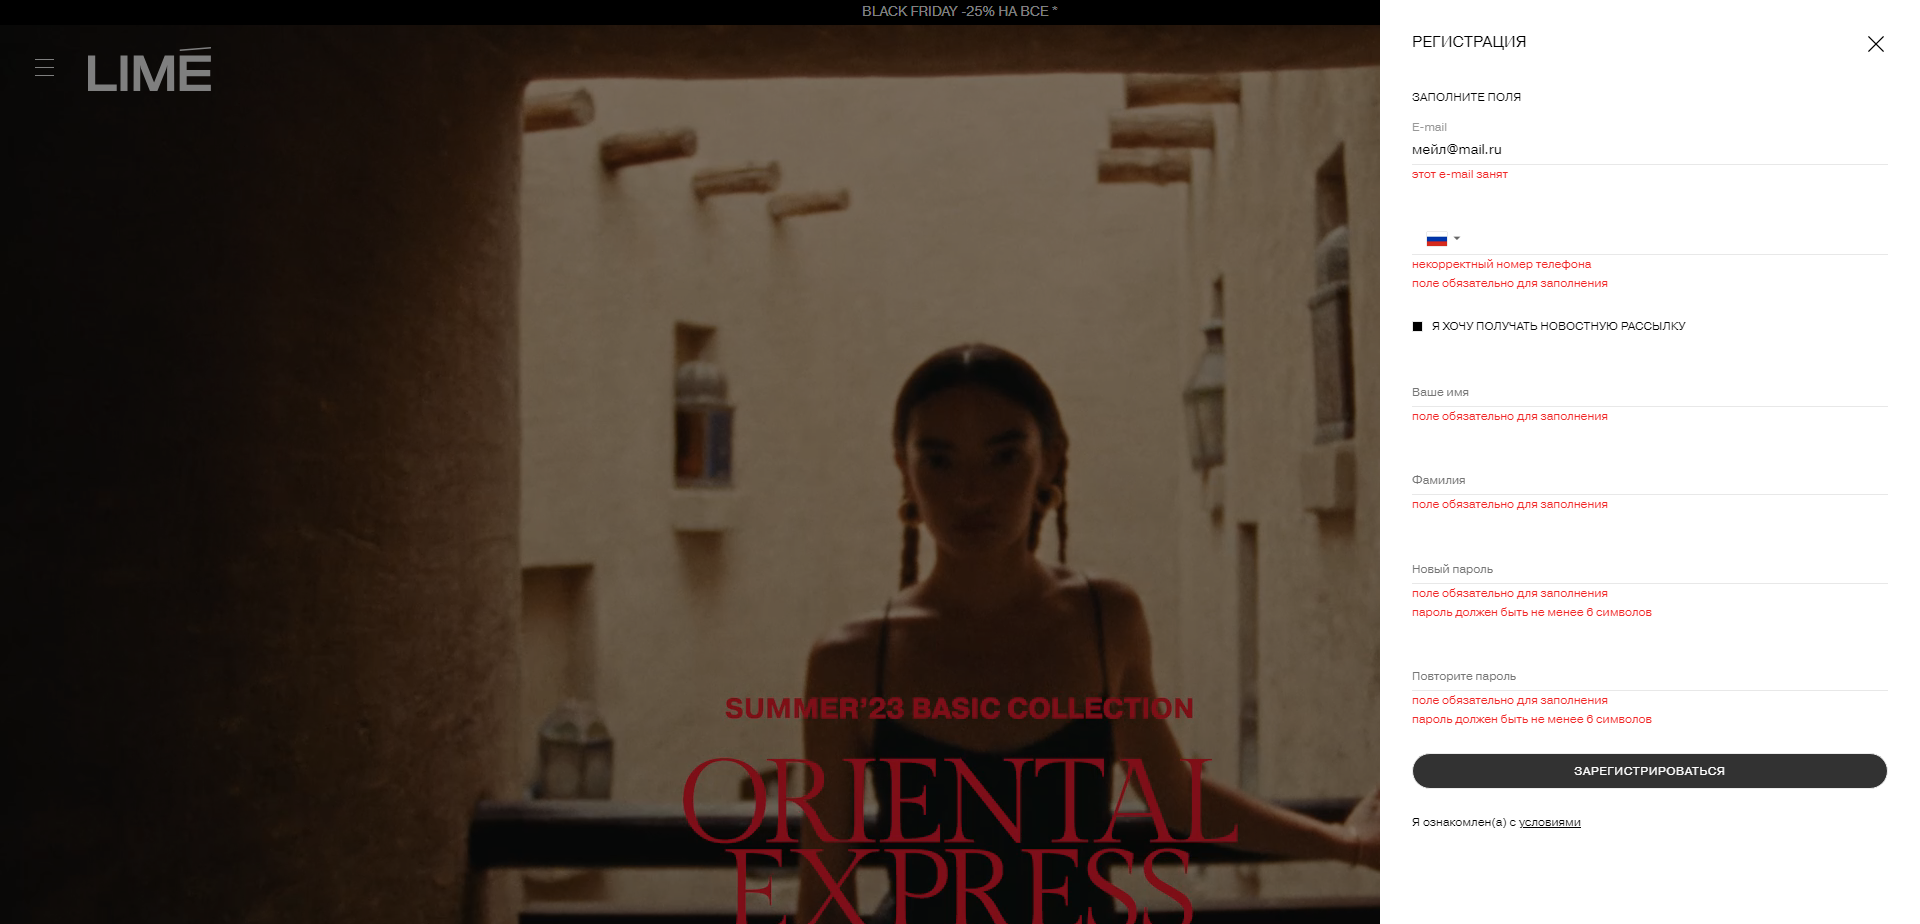 BLACK FRIDAY -25% НА ВСЕ *
LIMÉ
SUMMER'23 BASIC COLLECTION
ORIENTAL
EXPRESS
РЕГИСТРАЦИЯ
ЗАПОЛНИТЕ ПОЛЯ
E-mail
мейл@mail.ru
этот e-mail занят
некорректный номер телефона
поле обязательно для заполнения
Я ХОЧУ ПОЛУЧАТЬ НОВОСТНУЮ РАССЫЛКУ
Ваше имя
поле обязательно для заполнения
Фамилия
поле обязательно для заполнения
Новый пароль
поле обязательно для заполнения
пароль должен быть не менее 6 символов
Повторите пароль
поле обязательно для заполнения
пароль должен быть не менее 6 символов
ЗАРЕГИСТРИРОВАТЬСЯ
Я ознакомлен(а) с условиями